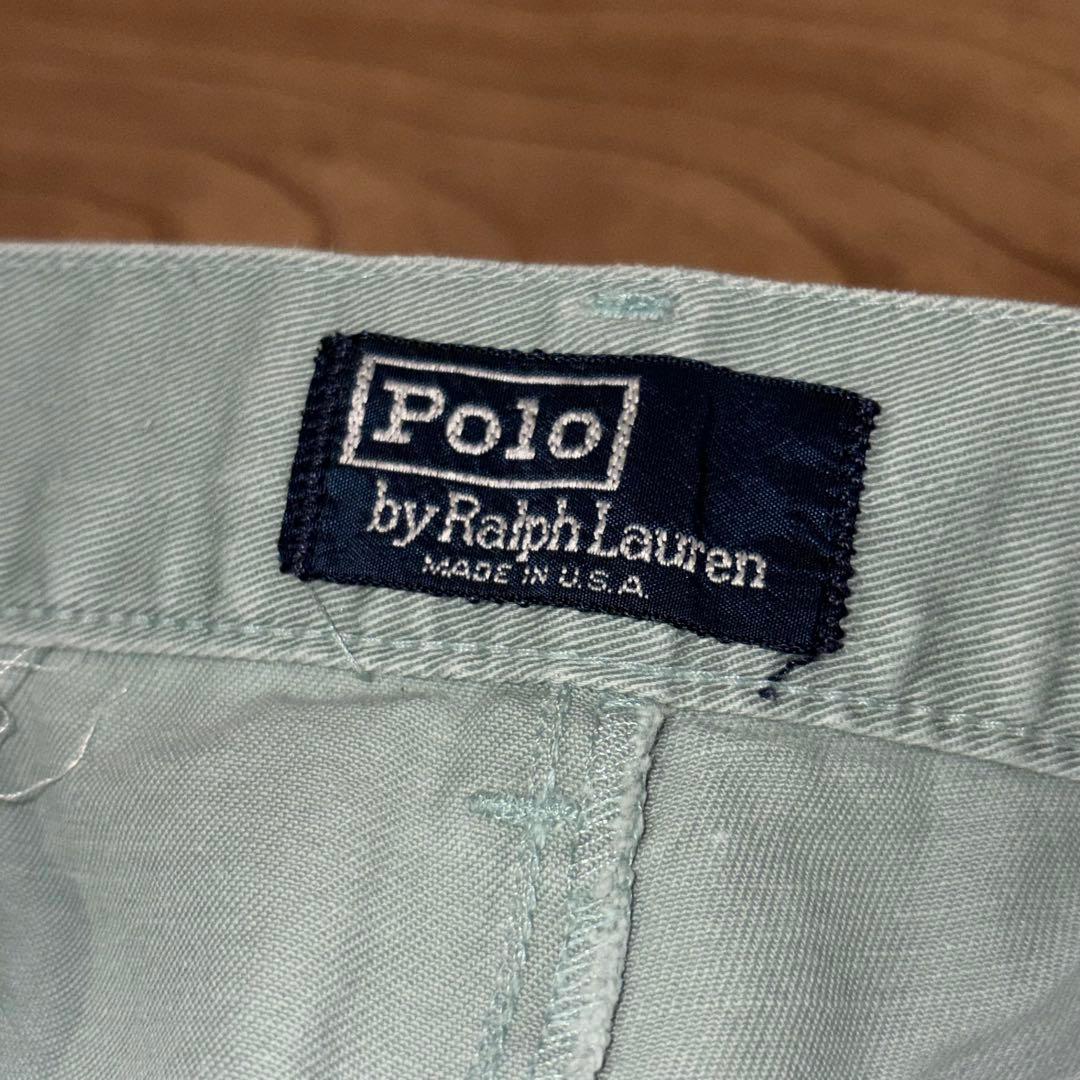 Polo
by Ralph Lauren
MADE IN U.S.A.